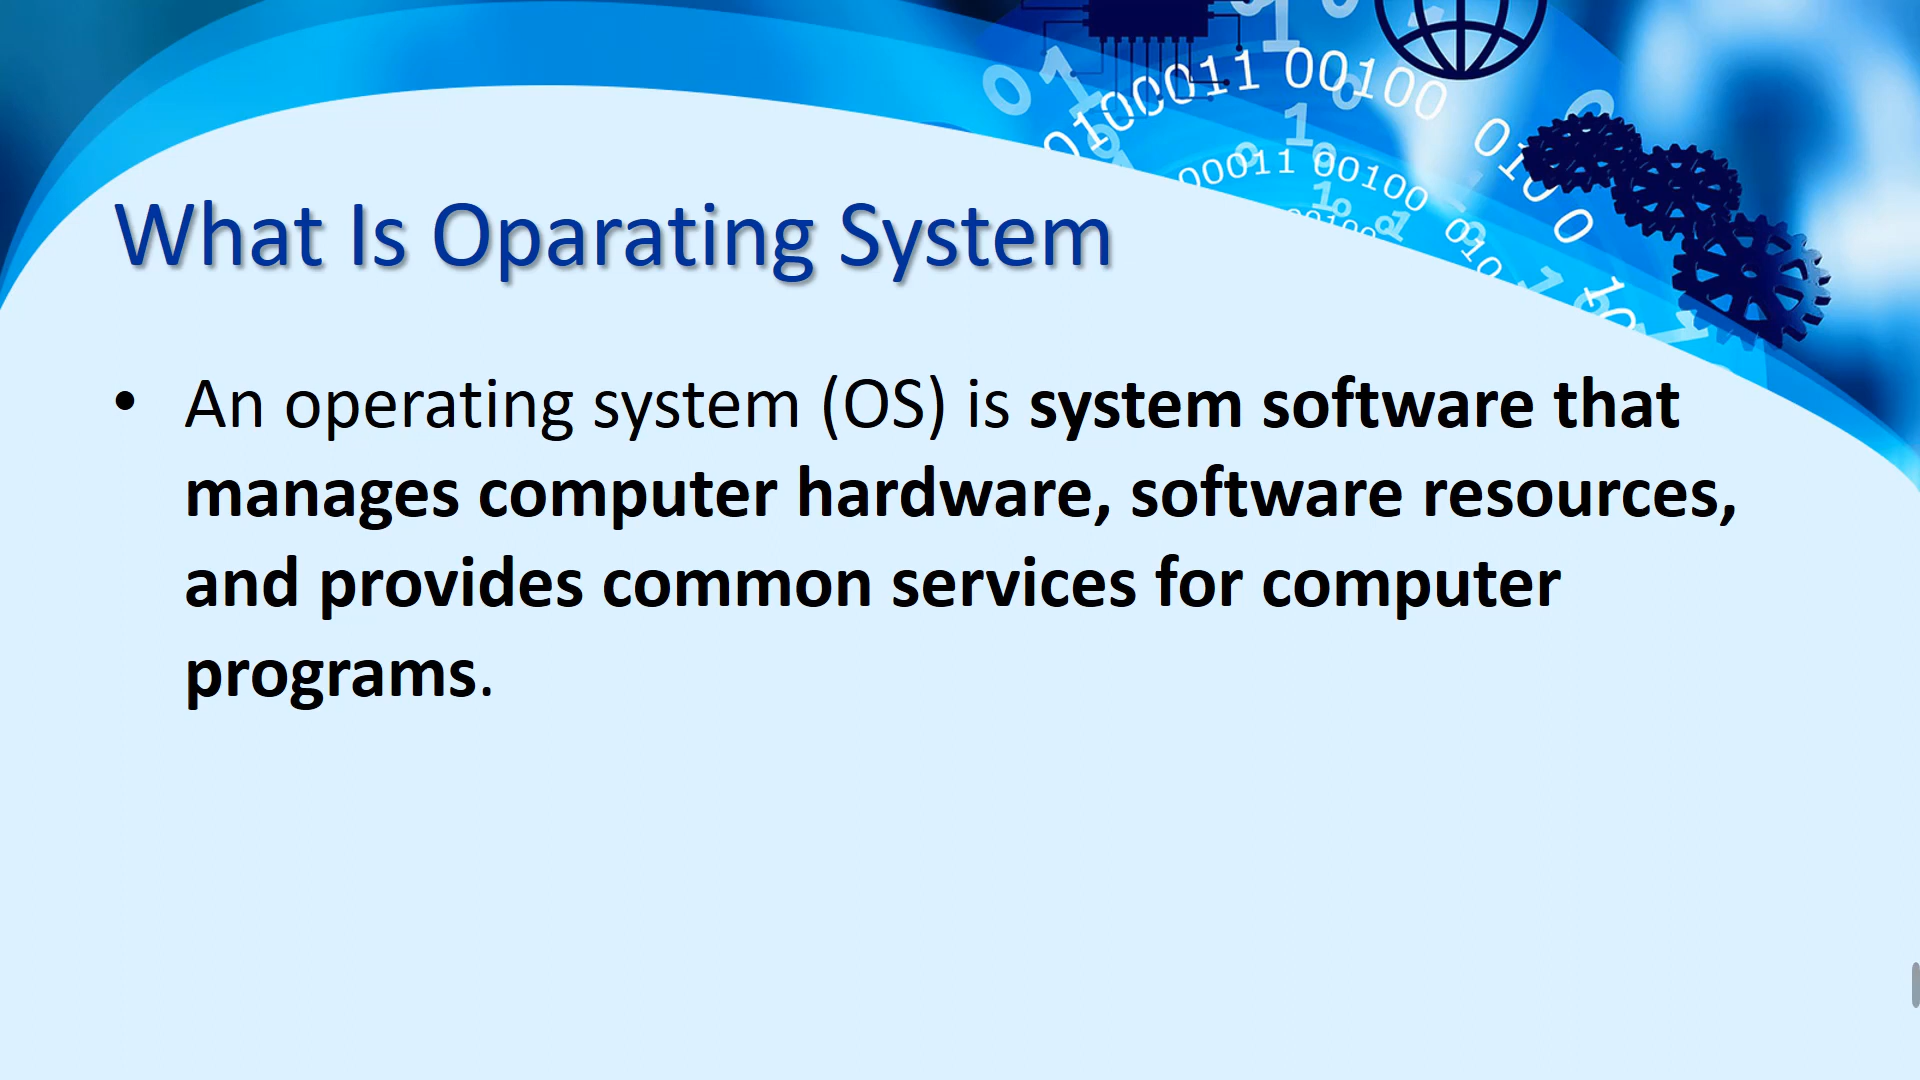 What Is Oparating System
• An operating system (OS) is system software that
manages computer hardware, software resources,
and provides common services for computer
programs.